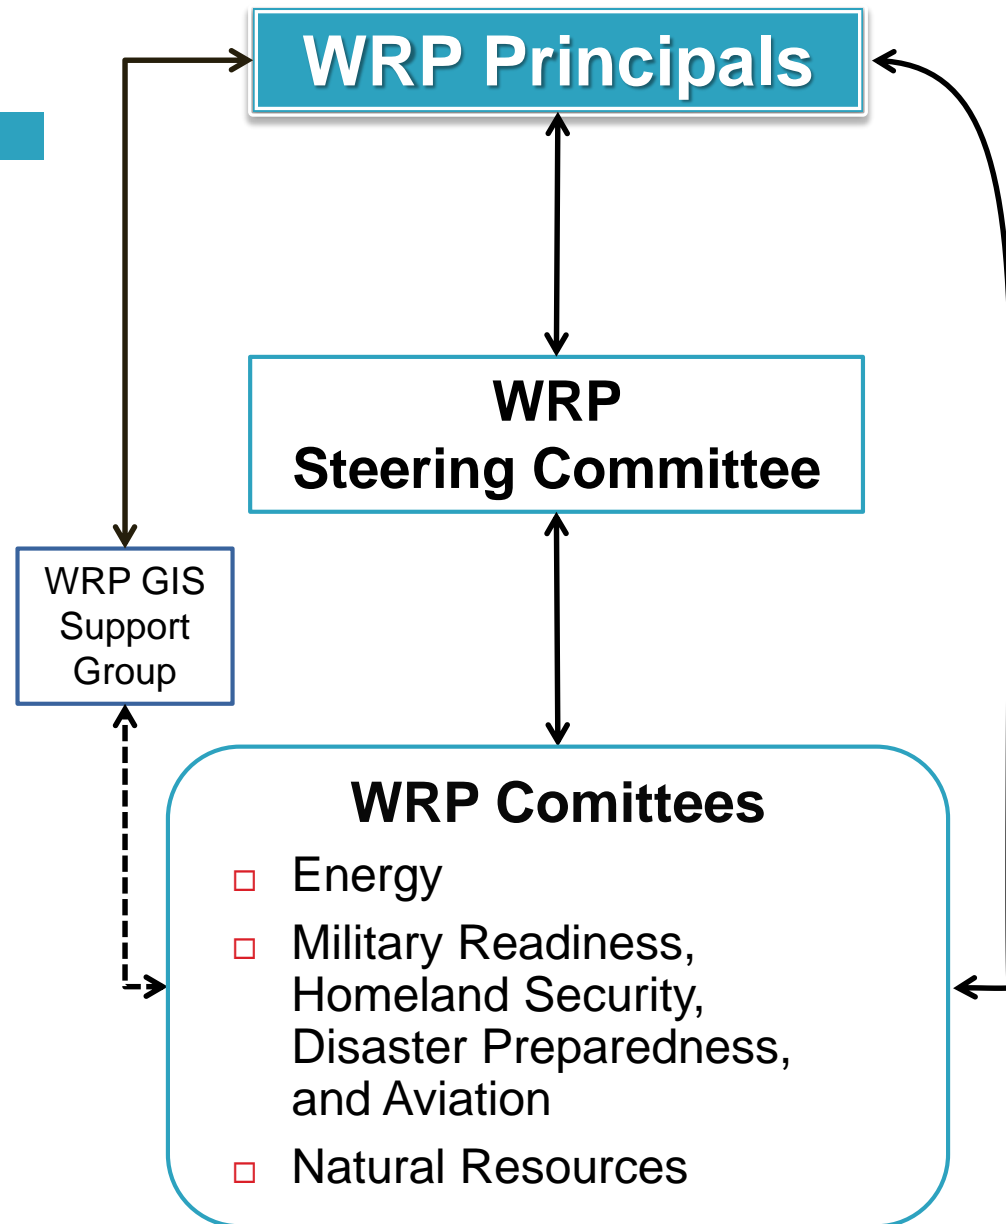 WRP Principals
WRP
Steering Committee
WRP GIS
Support
Group
WRP Comittees
Energy
Military Readiness,
Homeland Security,
Disaster Preparedness,
and Aviation
Natural Resources